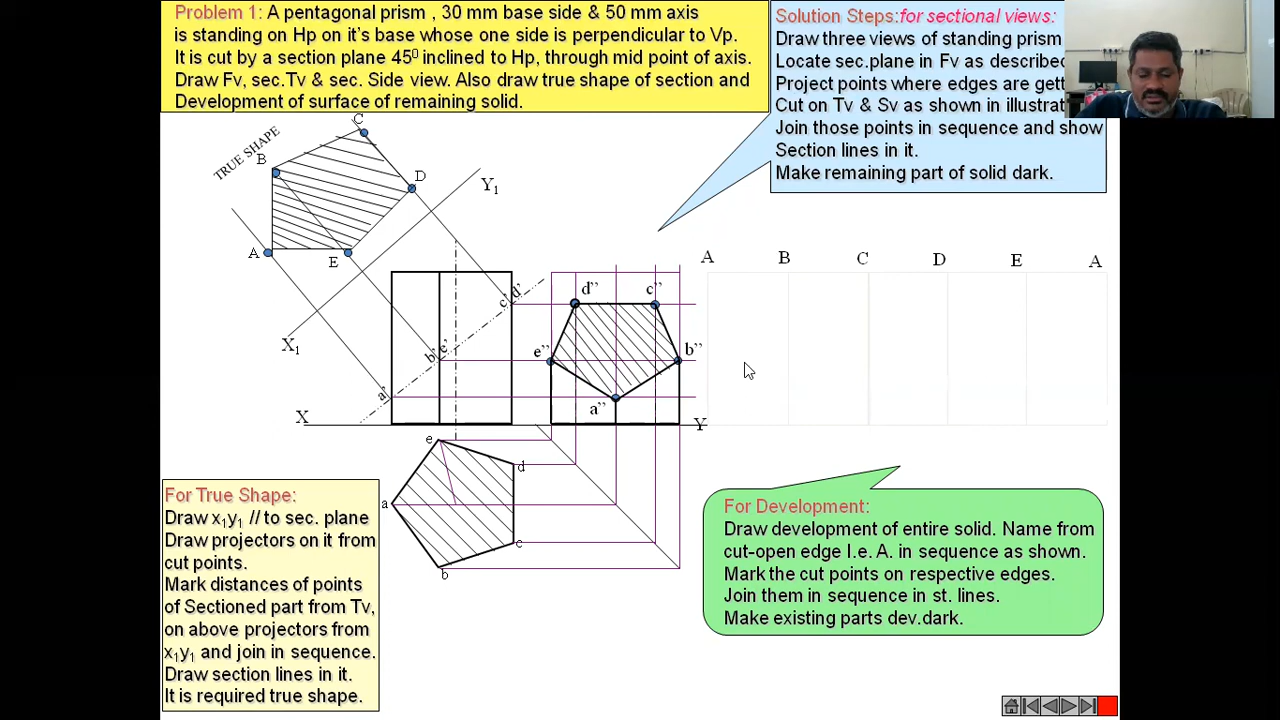 Problem 1: A pentagonal prism , 30 mm base side & 50 mm axis
is standing on Hp on it's base whose one side is perpendicular to Vp.
It is cut by a section plane 45⁰ inclined to Hp, through mid point of axis.
Draw Fv, sec.Tv & sec. Side view. Also draw true shape of section and
Development of surface of remaining solid.
Solution Steps:for sectional views:
Draw three views of standing prism
Locate sec.plane in Fv as described
Project points where edges are gett
Cut on Tv & Sv as shown in illustrat
Join those points in sequence and show
Section lines in it.
Make remaining part of solid dark.
TRUE SHAPE
C
B
D
Y₁
A
E
X₁
c' d'
b' e'
a'
X
Y
d”
c”
e”
b”
a”
A B C D E A
e
d
a
c
b
For True Shape:
Draw x₁y₁ // to sec. plane
Draw projectors on it from
cut points.
Mark distances of points
of Sectioned part from Tv,
on above projectors from
x₁y₁ and join in sequence.
Draw section lines in it.
It is required true shape.
For Development:
Draw development of entire solid. Name from
cut-open edge I.e. A. in sequence as shown.
Mark the cut points on respective edges.
Join them in sequence in st. lines.
Make existing parts dev.dark.